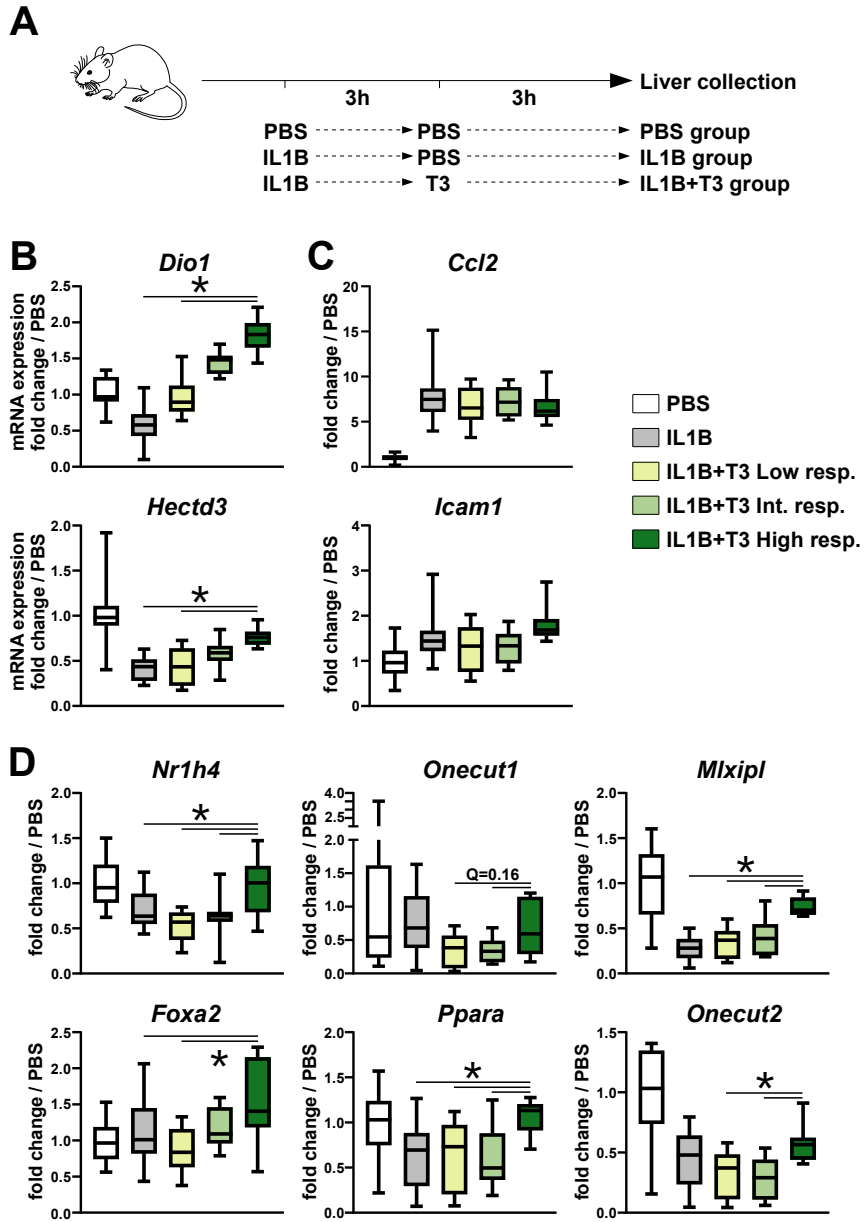 A
Liver collection
3h 3h
PBS PBS PBS group
IL1B PBS IL1B group
IL1B T3 IL1B+T3 group
B
Dio1
mRNA expression
fold change / PBS
2.5
2.0
1.5
1.0
0.5
0.0
*
C
Ccl2
fold change / PBS
20
15
10
5
0
PBS
IL1B
IL1B+T3 Low resp.
IL1B+T3 Int. resp.
IL1B+T3 High resp.
Hectd3
mRNA expression
fold change / PBS
2.0
1.5
1.0
0.5
0.0
*
Icam1
fold change / PBS
4
3
2
1
0
D
Nr1h4
fold change / PBS
2.0
1.5
1.0
0.5
0.0
*
Onecut1
fold change / PBS
4.0
2.5
2.0
1.5
1.0
0.5
0.0
Q=0.16
Mlxipl
fold change / PBS
2.0
1.5
1.0
0.5
0.0
*
Foxa2
fold change / PBS
2.5
2.0
1.5
1.0
0.5
0.0
*
Ppara
fold change / PBS
2.0
1.5
1.0
0.5
0.0
*
Onecut2
fold change / PBS
1.5
1.0
0.5
0.0
*